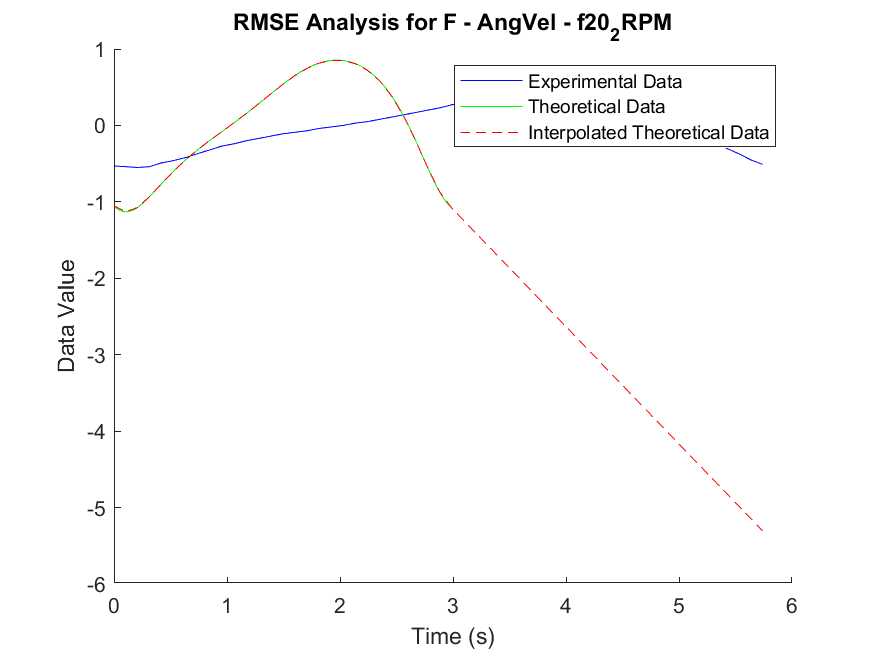 RMSE Analysis for F - AngVel - f20₂RPM
Experimental Data
Theoretical Data
Interpolated Theoretical Data
1
0
-1
-2
-3
-4
-5
-6
Data Value
0 1 2 3 4 5 6
Time (s)